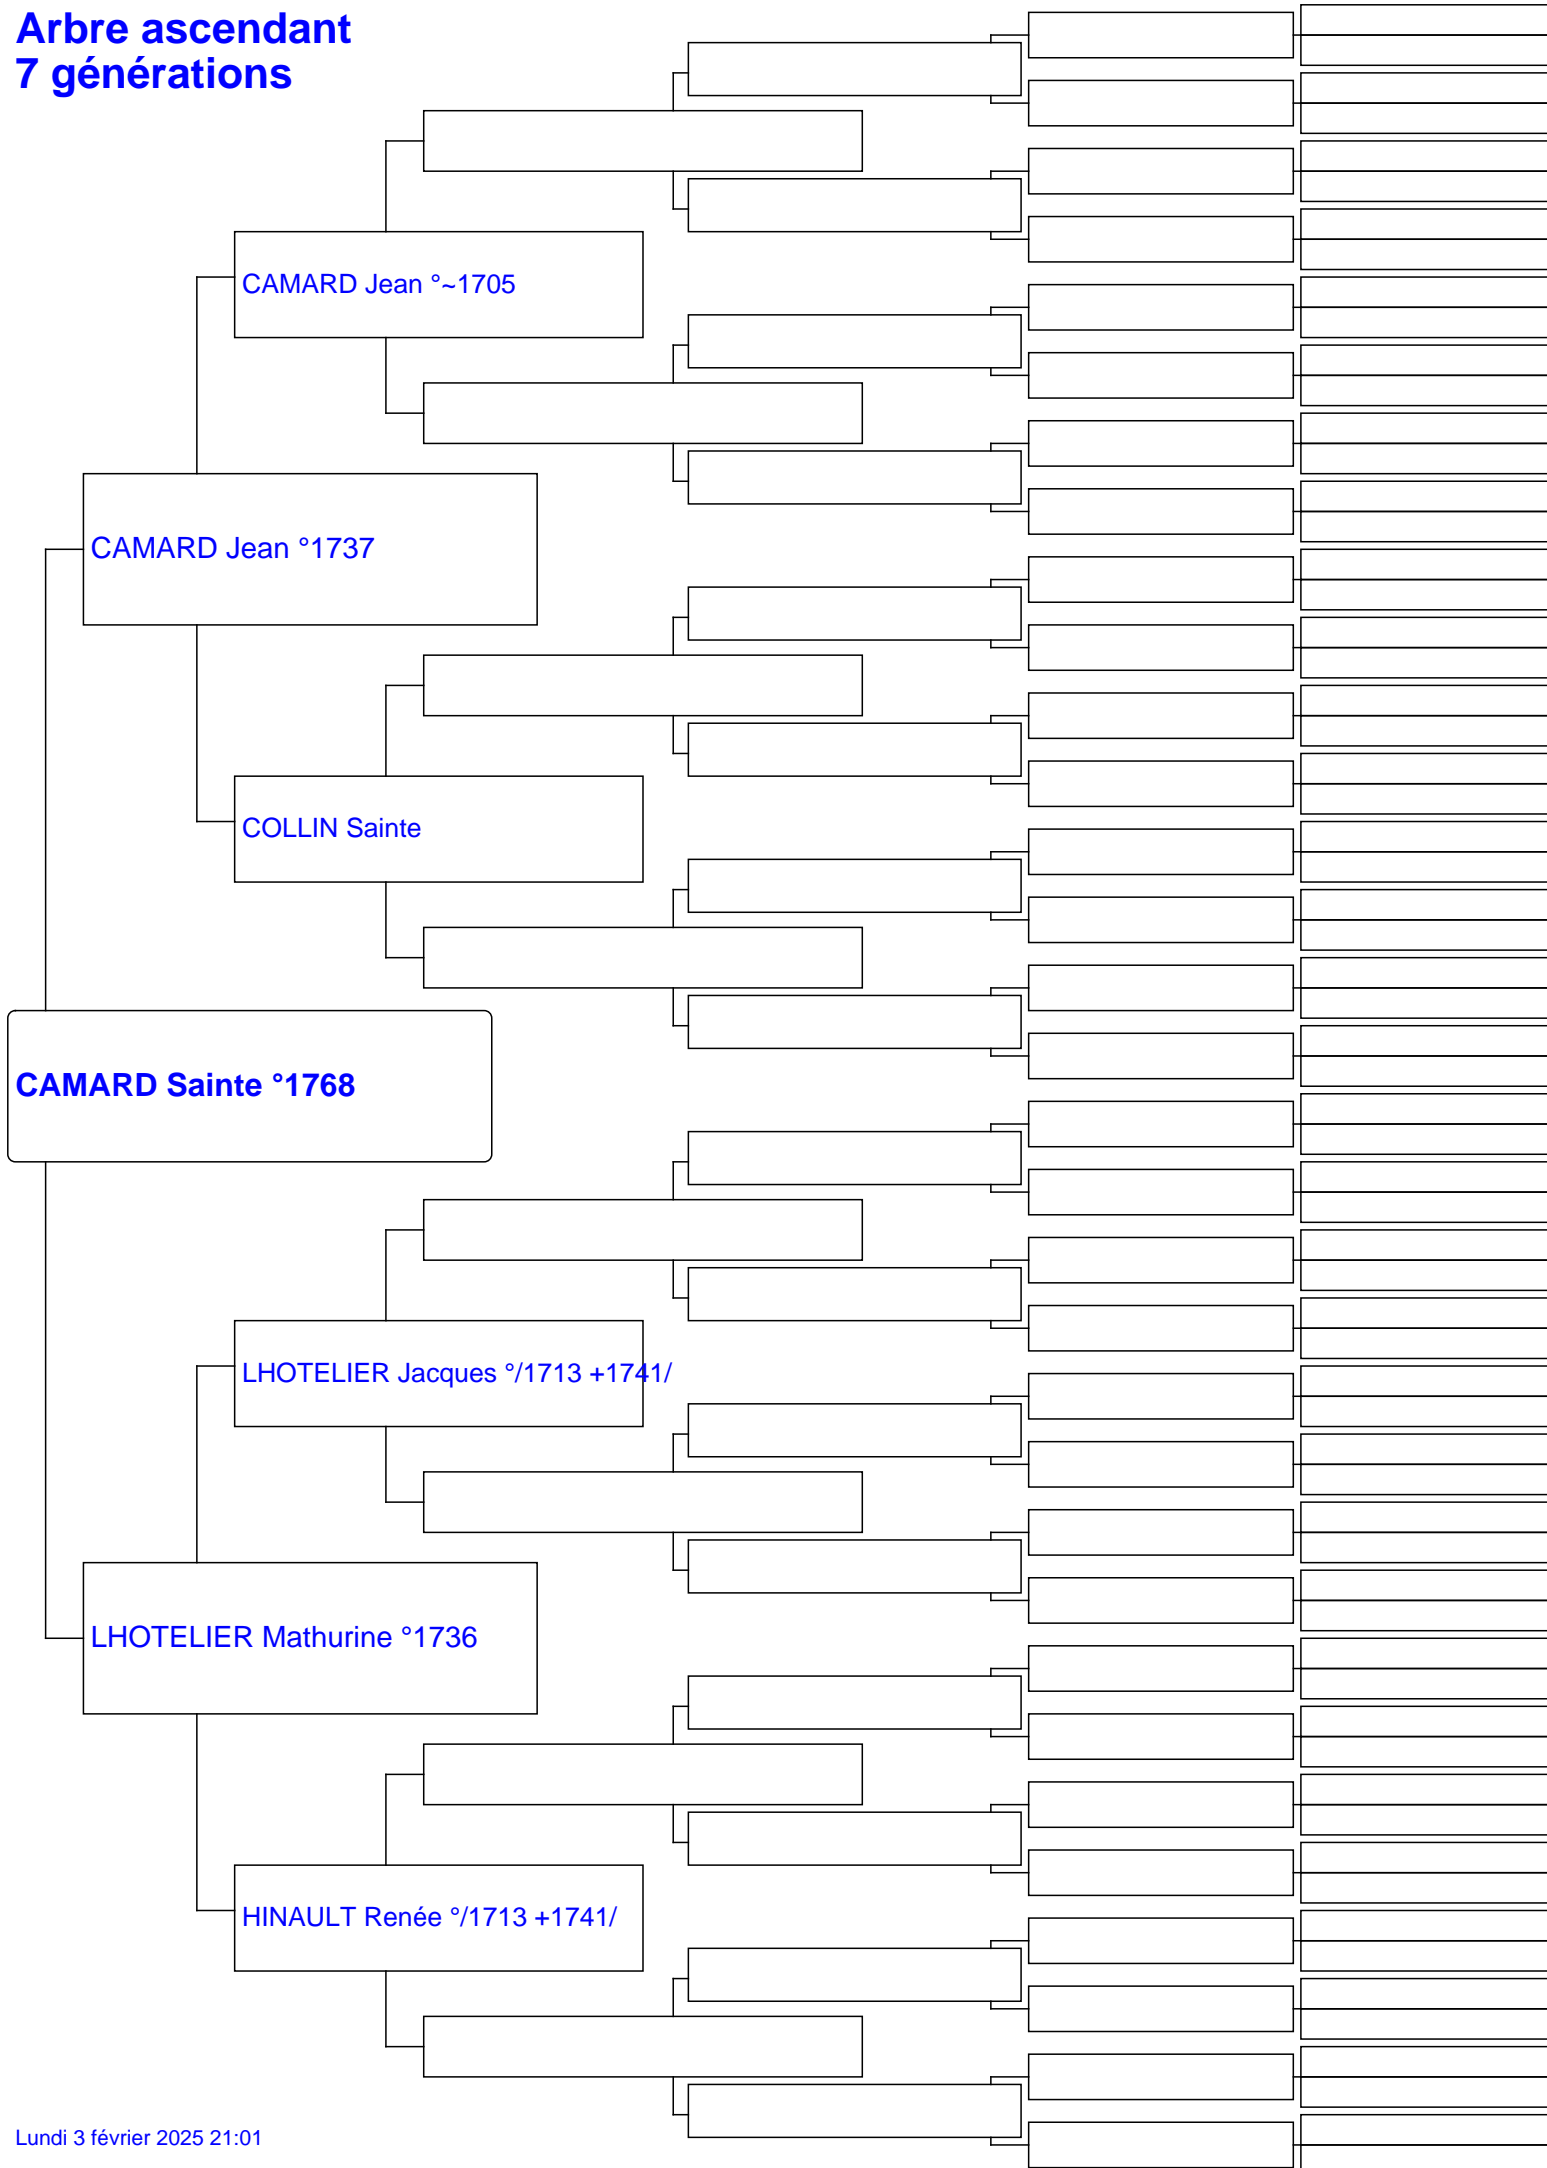 Arbre ascendant
7 générations
CAMARD Jean °~1705
CAMARD Jean °1737
COLLIN Sainte
CAMARD Sainte °1768
LHOTELIER Jacques °/1713 +1741/
LHOTELIER Mathurine °1736
HINAULT Renée °/1713 +1741/
Lundi 3 février 2025 21:01